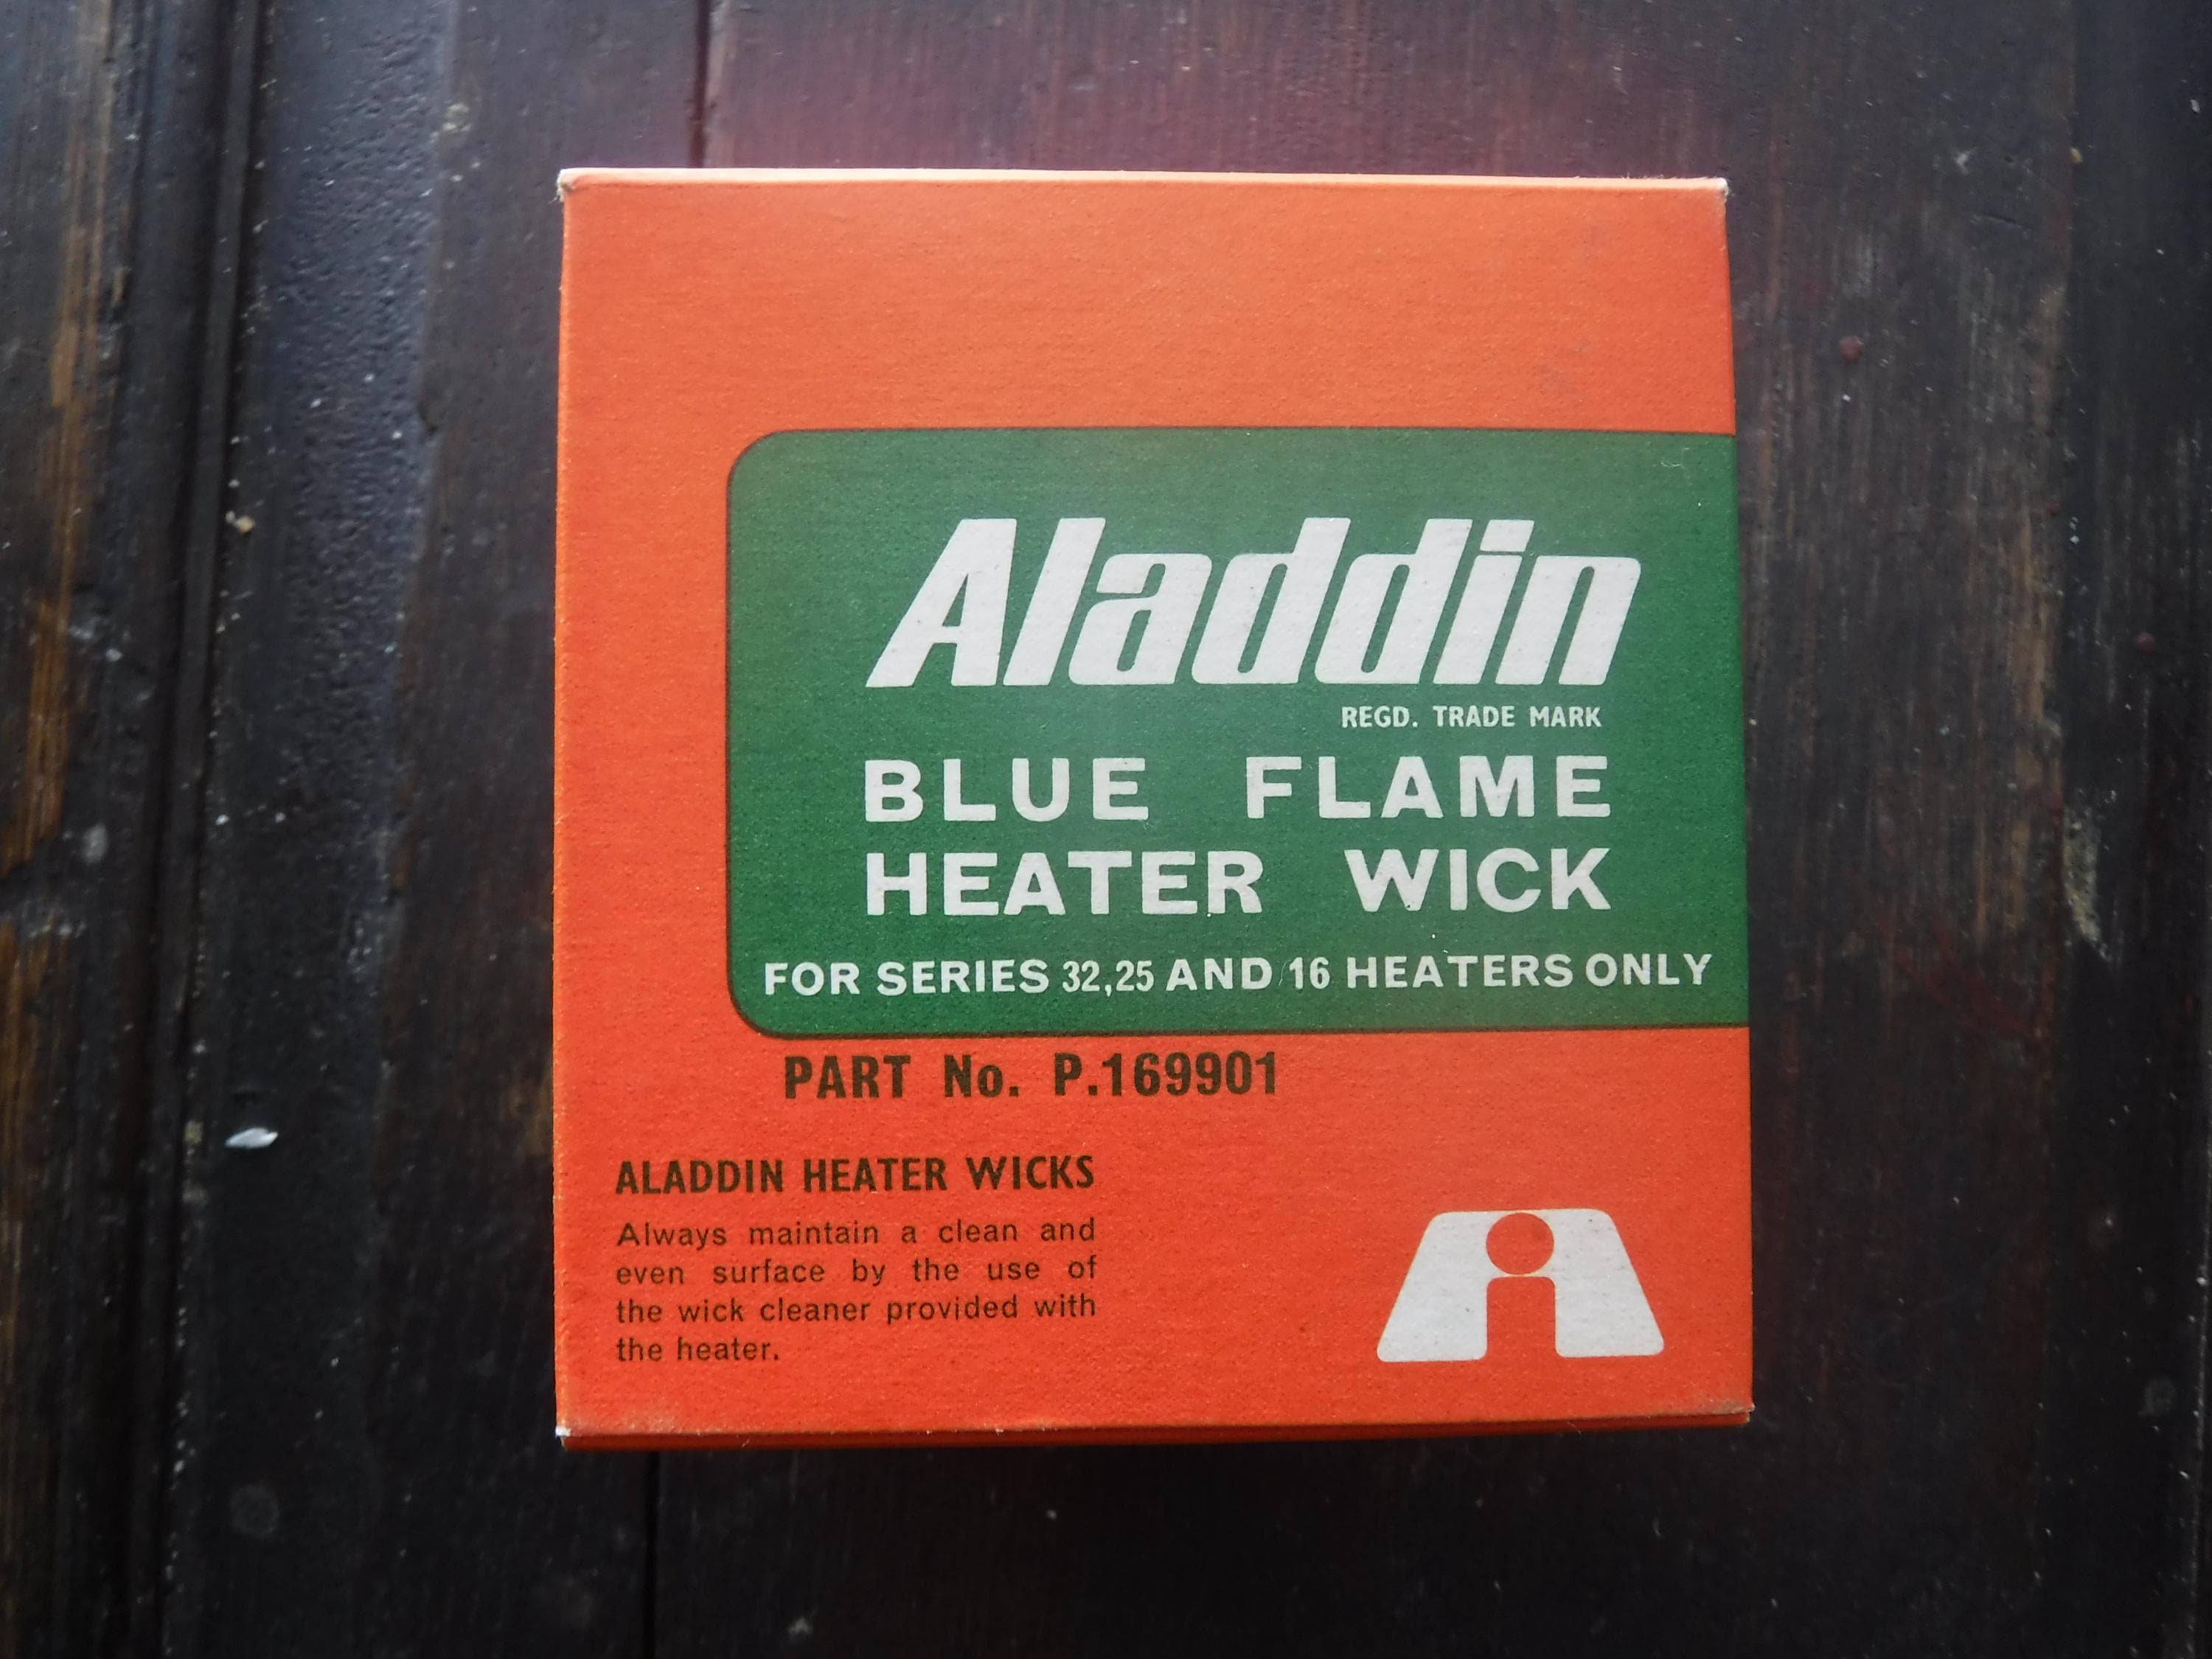 Aladdin
REGD. TRADE MARK
BLUE FLAME
HEATER WICK
FOR SERIES 32,25 AND 16 HEATERS ONLY
PART No. P.169901
ALADDIN HEATER WICKS
Always maintain a clean and
even surface by the use of
the wick cleaner provided with
the heater.